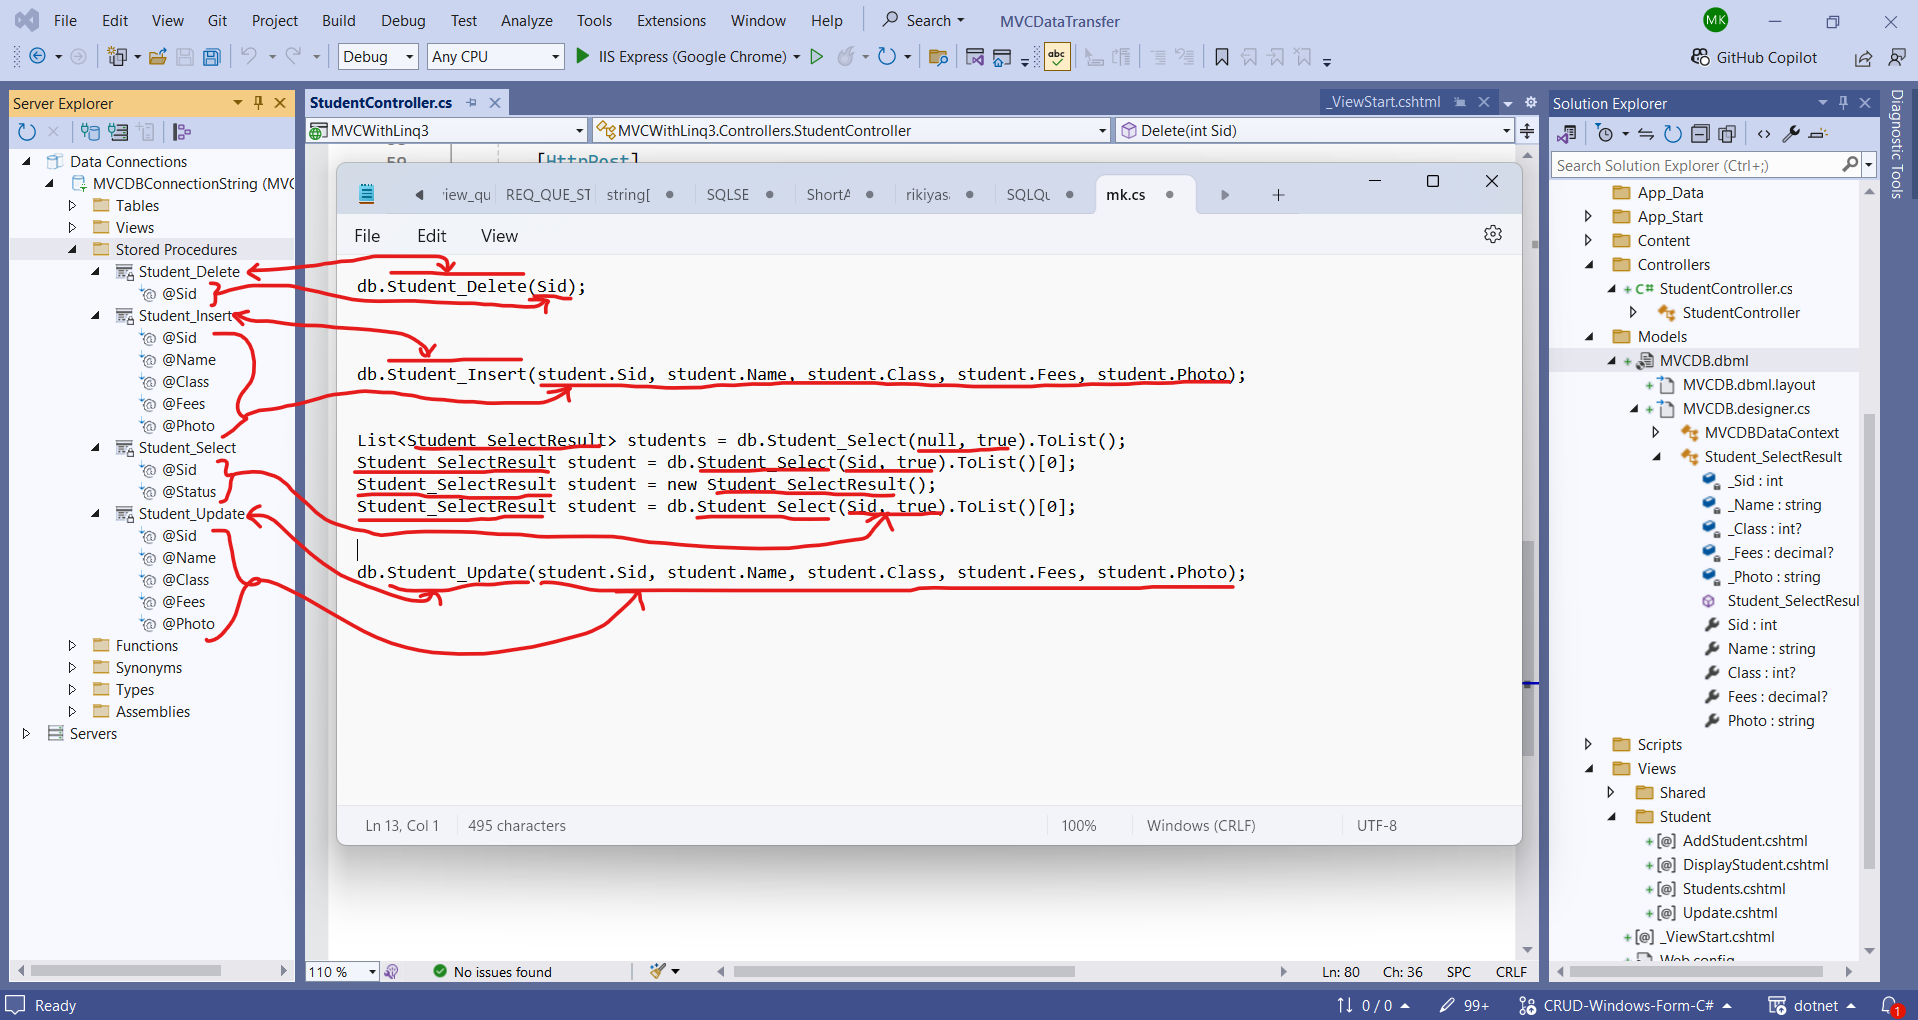 File Edit View Git Project Build Debug Test Analyze Tools Extensions Window Help Search MVCDataTransfer MK
Debug Any CPU IIS Express (Google Chrome) abc GitHub Copilot
Server Explorer
Data Connections
MVCDBConnectionString (MVC
Tables
Views
Stored Procedures
Student_Delete
@Sid
Student_Insert
@Sid
@Name
@Class
@Fees
@Photo
Student_Select
@Sid
@Status
Student_Update
@Sid
@Name
@Class
@Fees
@Photo
Functions
Synonyms
Types
Assemblies
Servers
StudentController.cs
_ViewStart.cshtml
MVCWithLinq3 MVCWithLinq3.Controllers.StudentController Delete(int Sid)
59 [HttpPost]
iew_qu REQ_QUE_ST string[ SQLSE ShortA rikiyas SQLQu mk.cs
File Edit View
db.Student_Delete(Sid);
db.Student_Insert(student.Sid, student.Name, student.Class, student.Fees, student.Photo);
List<Student_SelectResult> students = db.Student_Select(null, true).ToList();
Student_SelectResult student = db.Student_Select(Sid, true).ToList()[0];
Student_SelectResult student = new Student_SelectResult();
Student_SelectResult student = db.Student_Select(Sid, true).ToList()[0];
db.Student_Update(student.Sid, student.Name, student.Class, student.Fees, student.Photo);
Ln 13, Col 1 495 characters 100% Windows (CRLF) UTF-8
110 % No issues found Ln: 80 Ch: 36 SPC CRLF
Solution Explorer
Search Solution Explorer (Ctrl+;)
App_Data
App_Start
Content
Controllers
C# StudentController.cs
StudentController
Models
MVCDB.dbml
MVCDB.dbml.layout
MVCDB.designer.cs
MVCDBDataContext
Student_SelectResult
_Sid : int
_Name : string
_Class : int?
_Fees : decimal?
_Photo : string
Student_SelectResul
Sid : int
Name : string
Class : int?
Fees : decimal?
Photo : string
Scripts
Views
Shared
Student
AddStudent.cshtml
DisplayStudent.cshtml
Students.cshtml
Update.cshtml
_ViewStart.cshtml
Web.config
Diagnostic Tools
Ready 0 / 0 99+ CRUD-Windows-Form-C# dotnet 1